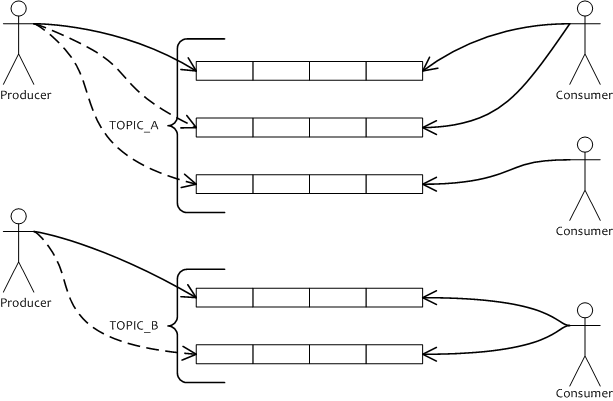 Producer
Consumer
TOPIC_A
Consumer
Producer
TOPIC_B
Consumer